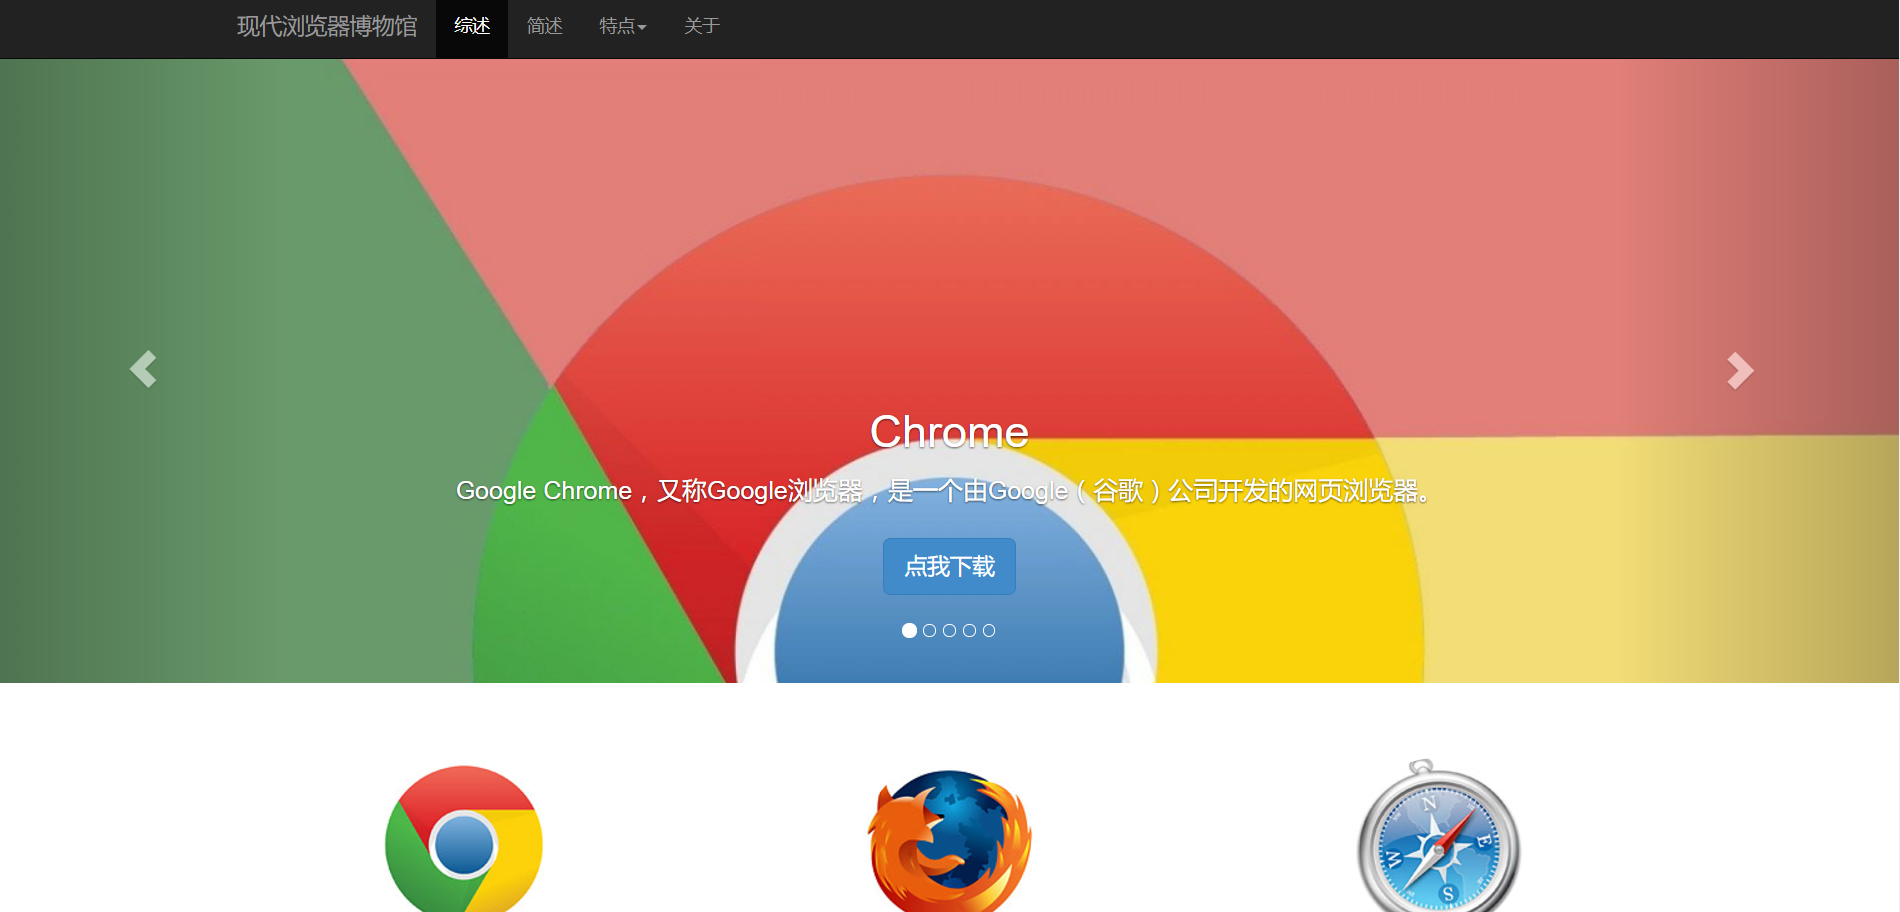 现代浏览器博物馆 综述 简述 特点 关于
Chrome
Google Chrome，又称Google浏览器，是一个由Google（谷歌）公司开发的网页浏览器。
点我下载
N
E
S
W